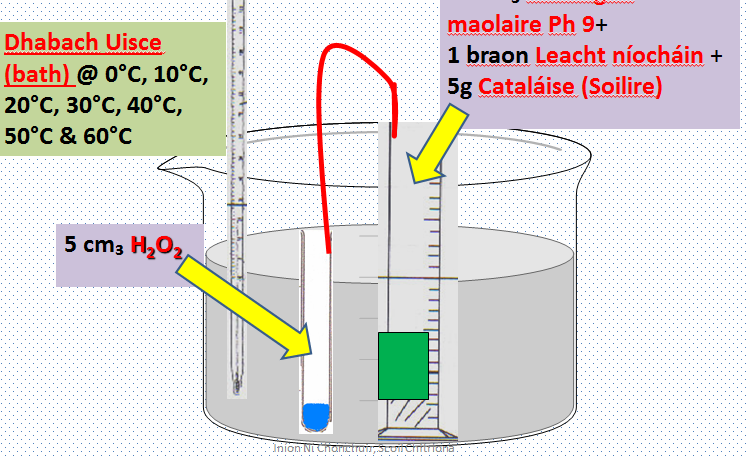 Dhabach Uisce
(bath) @ 0°C, 10°C,
20°C, 30°C, 40°C,
50°C & 60°C
maolaire Ph 9+
1 braon Leacht níocháin +
5g Cataláise (Soilire)
5 cm₃ H₂O₂